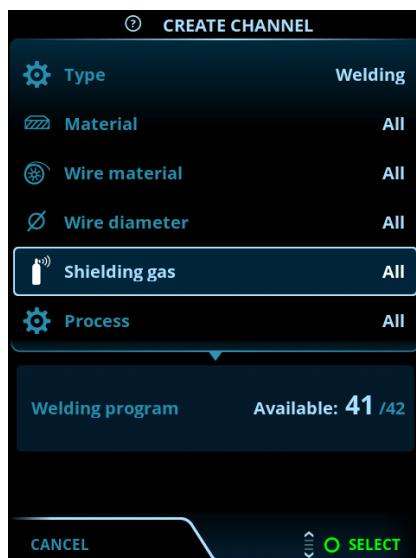 ? CREATE CHANNEL
Type Welding
Material All
Wire material All
Wire diameter All
Shielding gas All
Process All
Welding program Available: 41 /42
CANCEL SELECT